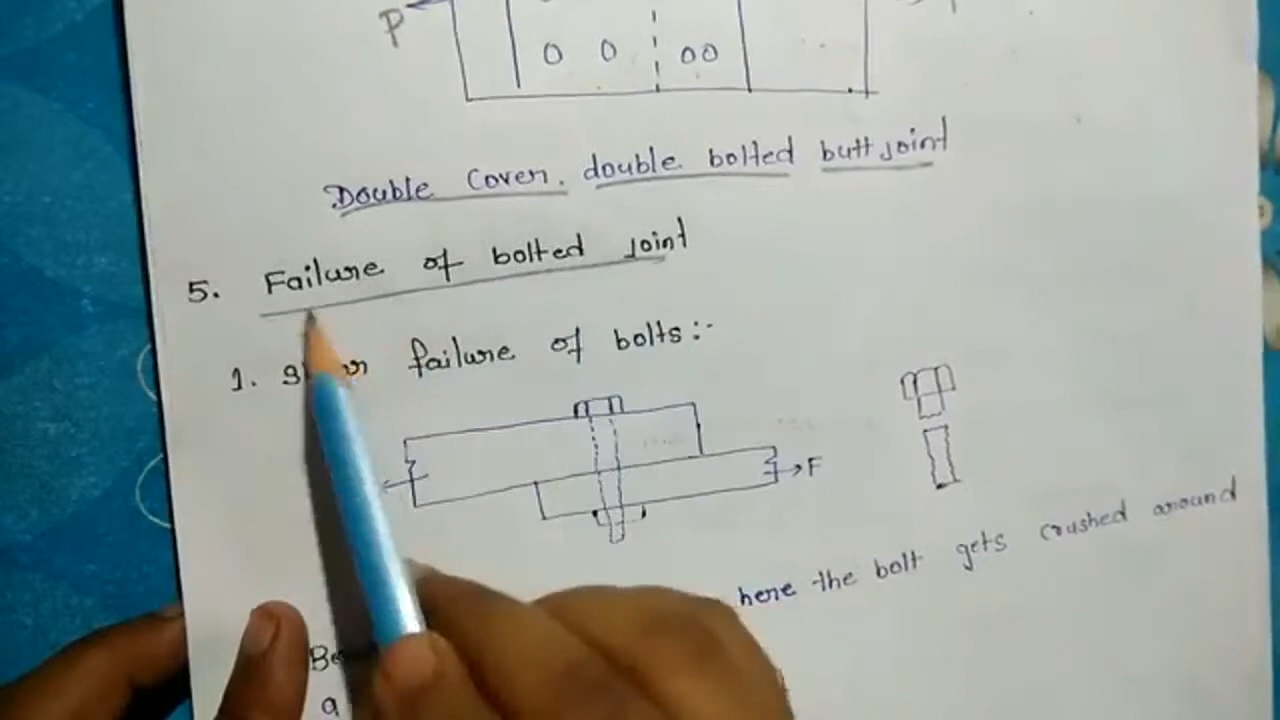 P
Double Cover. double bolted butt joint
5. Failure of bolted joint
1. failure of bolts:-
F
here the bolt gets crushed around